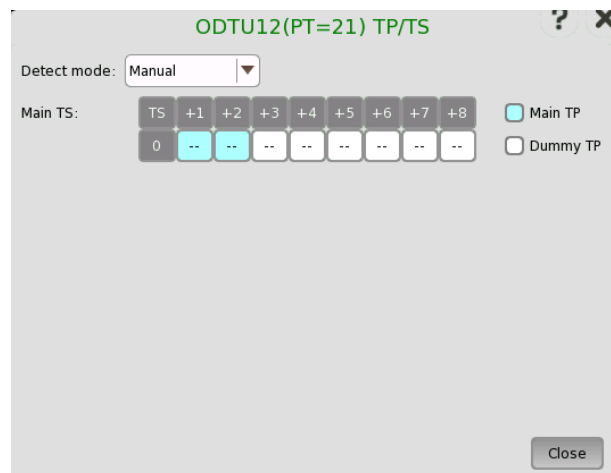 ODTU12(PT=21) TP/TS ? X
Detect mode: Manual
Main TS: TS +1 +2 +3 +4 +5 +6 +7 +8 Main TP
0 -- -- -- -- -- -- -- -- Dummy TP
Close